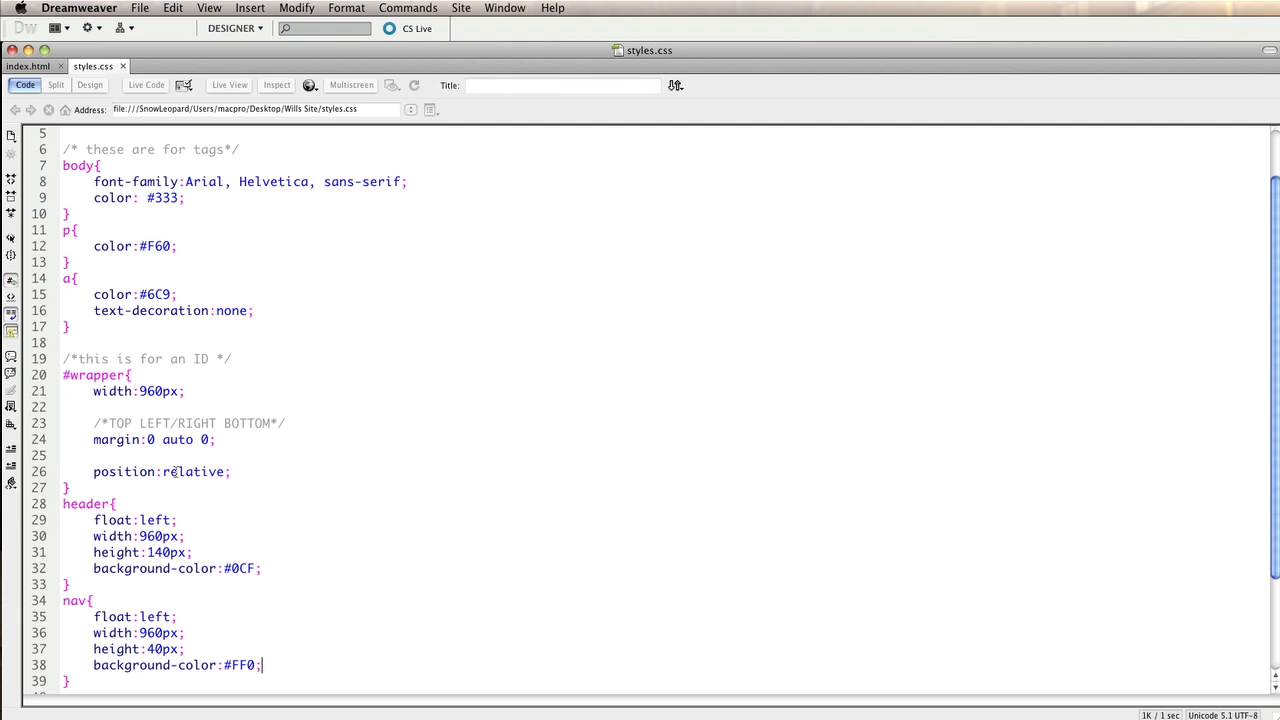 Dreamweaver File Edit View Insert Modify Format Commands Site Window Help
Dw DESIGNER CS Live
styles.css
index.html × styles.css ×
Code Split Design Live Code Live View Inspect Multiscreen Title:
Address: file:///SnowLeopard/Users/macpro/Desktop/Wills Site/styles.css
5
6 /* these are for tags*/
7 body{
8 font-family:Arial, Helvetica, sans-serif;
9 color: #333;
10 }
11 p{
12 color:#F60;
13 }
14 a{
15 color:#6C9;
16 text-decoration:none;
17 }
18
19 /*this is for an ID */
20 #wrapper{
21 width:960px;
22
23 /*TOP LEFT/RIGHT BOTTOM*/
24 margin:0 auto 0;
25
26 position:relative;
27 }
28 header{
29 float:left;
30 width:960px;
31 height:140px;
32 background-color:#0CF;
33 }
34 nav{
35 float:left;
36 width:960px;
37 height:40px;
38 background-color:#FF0;
39 }
1K / 1 sec Unicode 5.1 UTF-8